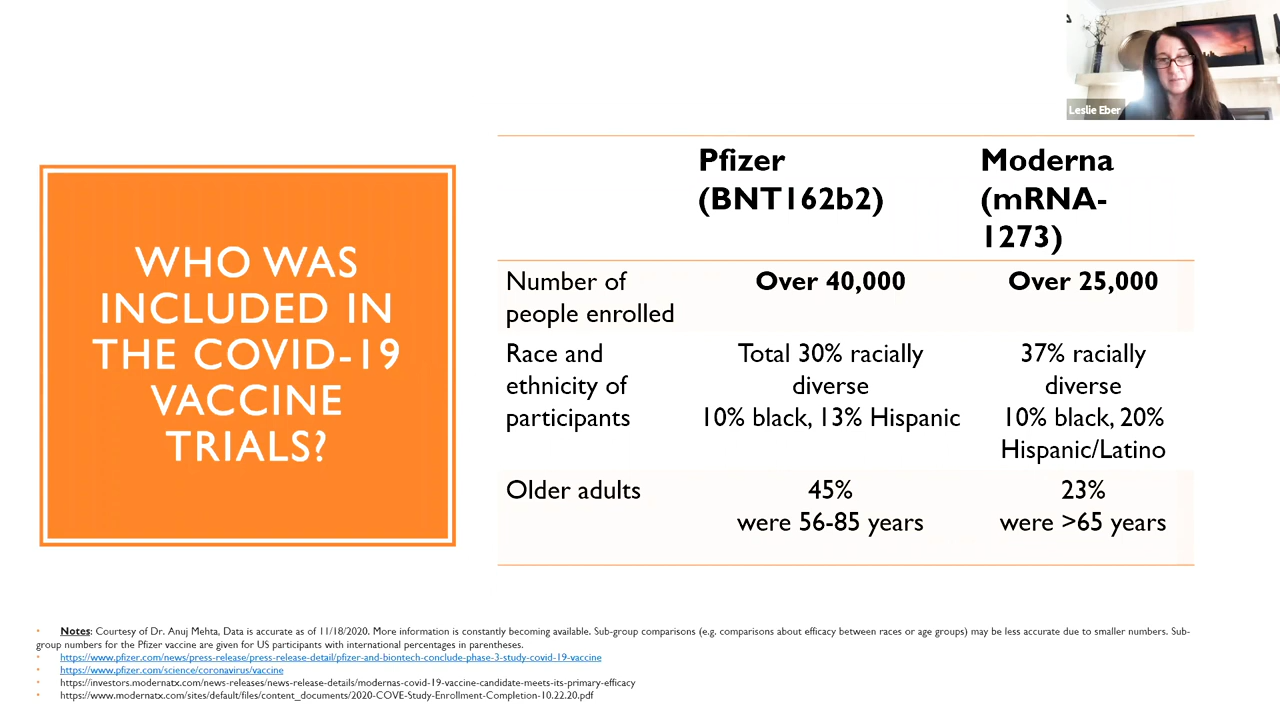 Leslie Eber
WHO WAS
INCLUDED IN
THE COVID-19
VACCINE
TRIALS?
Pfizer
(BNT162b2)
Moderna
(mRNA-
1273)
Number of
people enrolled
Over 40,000
Over 25,000
Race and
ethnicity of
participants
Total 30% racially
diverse
10% black, 13% Hispanic
37% racially
diverse
10% black, 20%
Hispanic/Latino
Older adults
45%
were 56-85 years
23%
were >65 years
• Notes: Courtesy of Dr. Anuj Mehta, Data is accurate as of 11/18/2020. More information is constantly becoming available. Sub-group comparisons (e.g. comparisons about efficacy between races or age groups) may be less accurate due to smaller numbers. Sub-
group numbers for the Pfizer vaccine are given for US participants with international percentages in parentheses.
• https://www.pfizer.com/news/press-release/press-release-detail/pfizer-and-biontech-conclude-phase-3-study-covid-19-vaccine
• https://www.pfizer.com/science/coronavirus/vaccine
• https://investors.modernatx.com/news-releases/news-release-details/modernas-covid-19-vaccine-candidate-meets-its-primary-efficacy
• https://www.modernatx.com/sites/default/files/content_documents/2020-COVE-Study-Enrollment-Completion-10.22.20.pdf